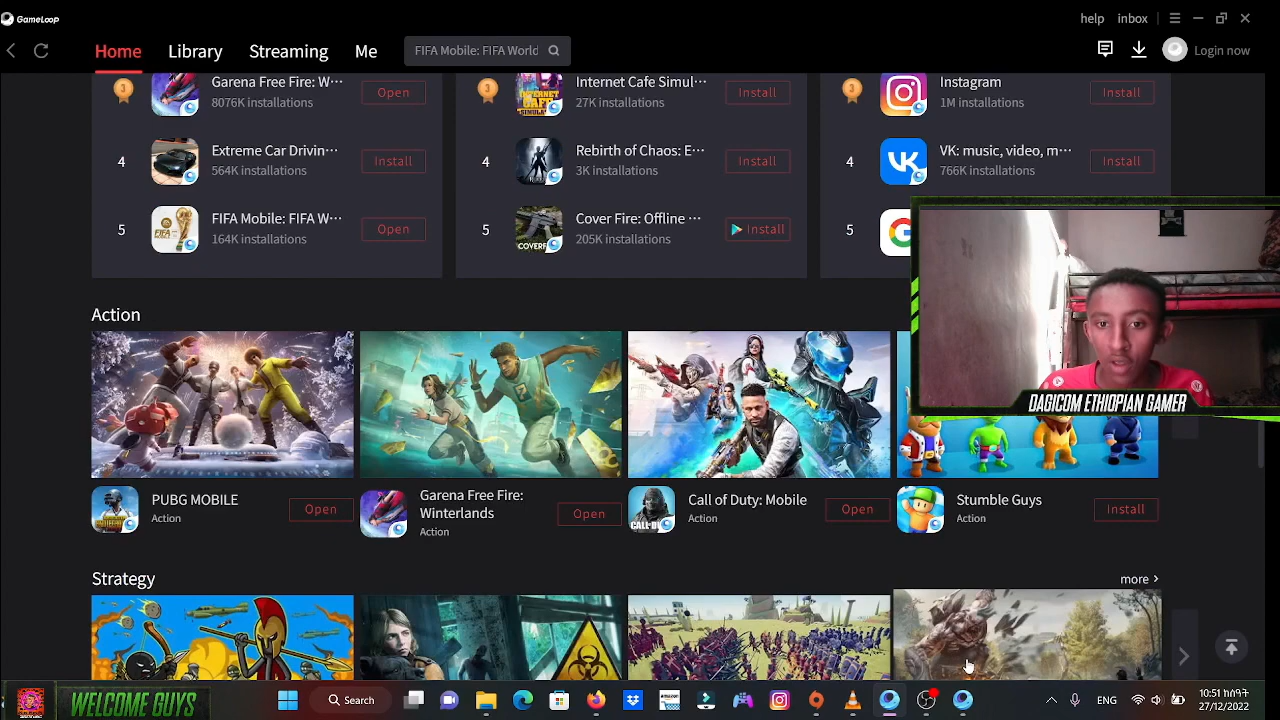 GameLoop
help inbox
Home Library Streaming Me FIFA Mobile: FIFA World Login now
3 Garena Free Fire: W··· Open
8076K installations
3 Internet Cafe Simul··· Install
27K installations
3 Instagram Install
1M installations
4 Extreme Car Drivin··· Install
564K installations
4 Rebirth of Chaos: E··· Install
3K installations
4 VK: music, video, m··· Install
766K installations
5 FIFA Mobile: FIFA W··· Open
164K installations
5 Cover Fire: Offline ··· Install
205K installations
5
DAGICOM ETHIOPIAN GAMER
Action
PUBG MOBILE Open
Action
Garena Free Fire: Open
Winterlands
Action
Call of Duty: Mobile Open
Action
Stumble Guys Install
Action
Strategy
more >
WELCOME GUYS
Search
ENG
27/12/2022